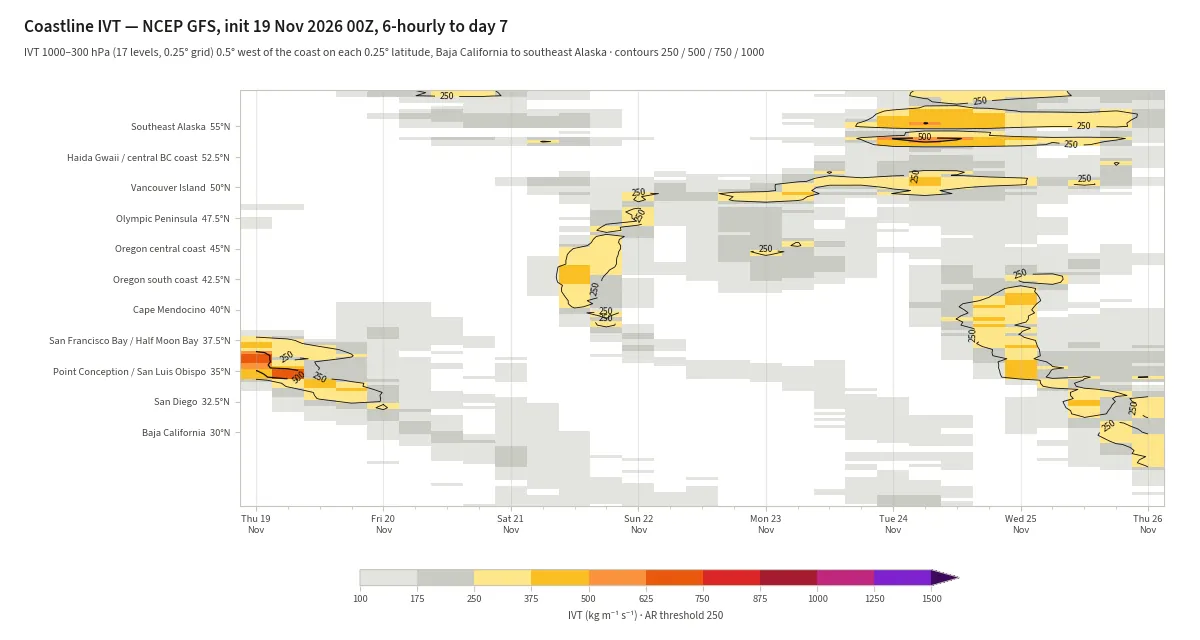 Coastline IVT — NCEP GFS, init 19 Nov 2026 00Z, 6-hourly to day 7
IVT 1000–300 hPa (17 levels, 0.25° grid) 0.5° west of the coast on each 0.25° latitude, Baja California to southeast Alaska · contours 250 / 500 / 750 / 1000
250
250
Southeast Alaska 55°N
250
500
250
Haida Gwaii / central BC coast 52.5°N
250
250
Vancouver Island 50°N
250
Olympic Peninsula 47.5°N
250
Oregon central coast 45°N
250
Oregon south coast 42.5°N
250
250
Cape Mendocino 40°N
250
250
San Francisco Bay / Half Moon Bay 37.5°N
250
250
Point Conception / San Luis Obispo 35°N
500
250
San Diego 32.5°N
250
Baja California 30°N
250
Thu 19 Nov
Fri 20 Nov
Sat 21 Nov
Sun 22 Nov
Mon 23 Nov
Tue 24 Nov
Wed 25 Nov
Thu 26 Nov
100 175 250 375 500 625 750 875 1000 1250 1500
IVT (kg m⁻¹ s⁻¹) · AR threshold 250